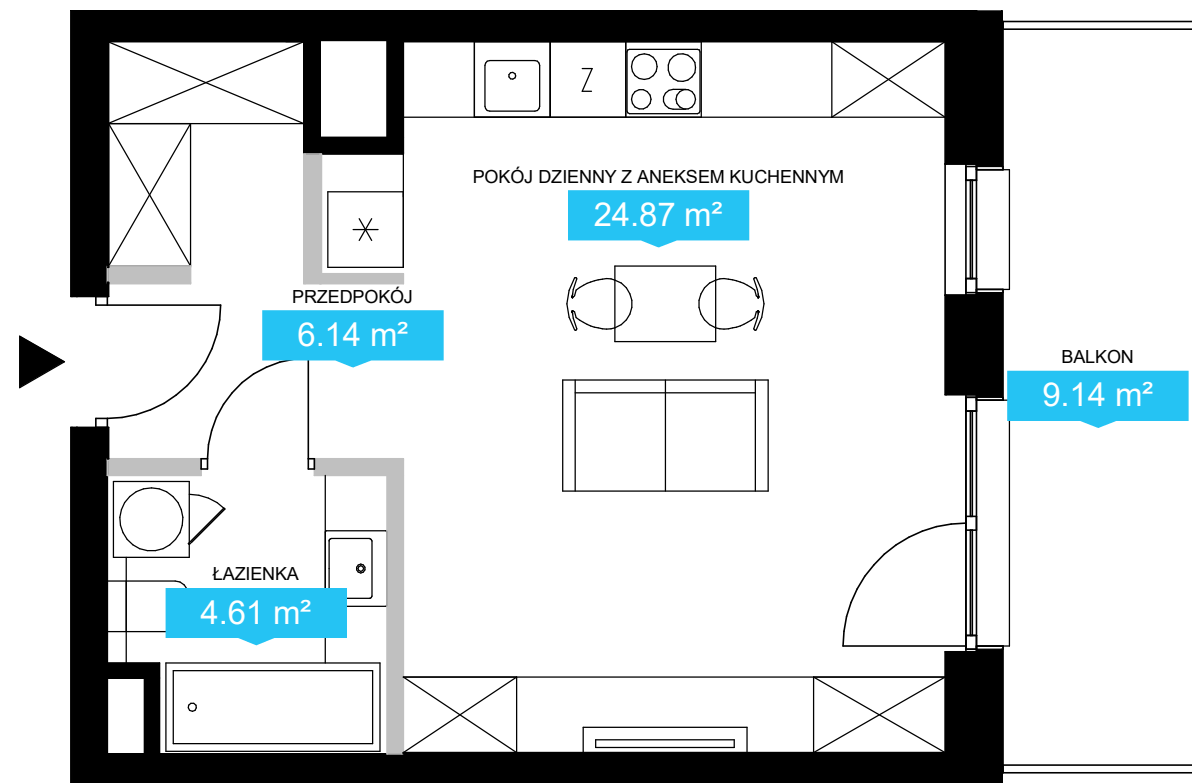 Z
POKÓJ DZIENNY Z ANEKSEM KUCHENNYM
24.87 m²
PRZEDPOKÓJ
6.14 m²
BALKON
9.14 m²
ŁAZIENKA
4.61 m²